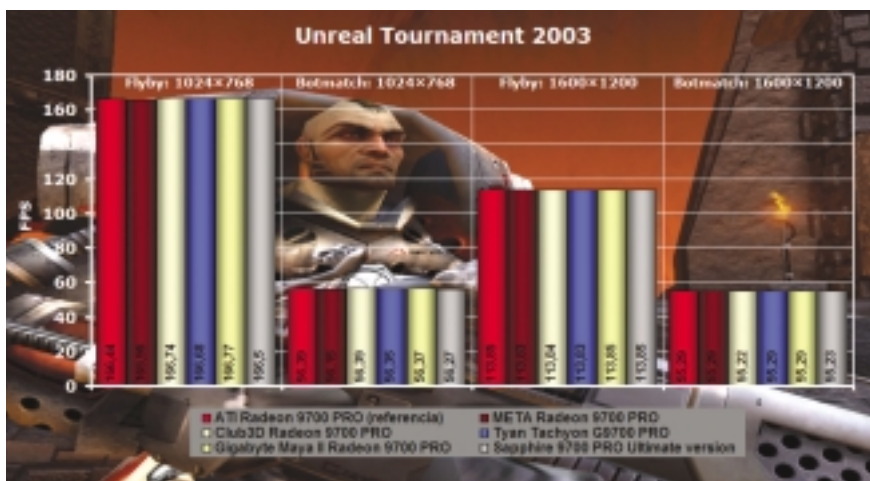 Unreal Tournament 2003
Flyby: 1024×768
Botmatch: 1024×768
Flyby: 1600×1200
Botmatch: 1600×1200
FPS
180
160
120
100
80
60
40
20
0
166,44
166,74
166,68
166,77
166,5
56,39
56,35
56,37
56,27
113,84
113,83
113,88
113,85
55,29
55,22
55,29
55,29
55,23
ATI Radeon 9700 PRO (referencia)
META Radeon 9700 PRO
Club3D Radeon 9700 PRO
Tyan Tachyon G9700 PRO
Gigabyte Maya II Radeon 9700 PRO
Sapphire 9700 PRO Ultimate version